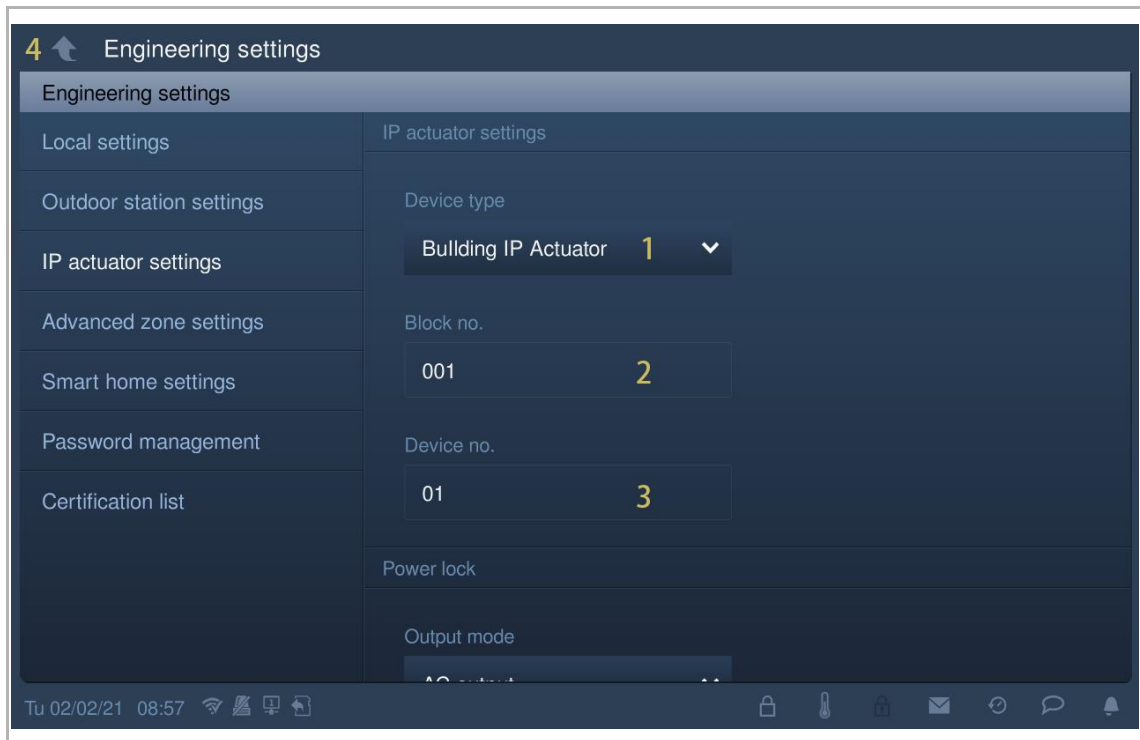 4 Engineering settings
Engineering settings
Local settings
Outdoor station settings
IP actuator settings
Advanced zone settings
Smart home settings
Password management
Certification list
IP actuator settings
Device type
Bullding IP Actuator 1
Block no.
001 2
Device no.
01 3
Power lock
Output mode
AC output
Tu 02/02/21 08:57